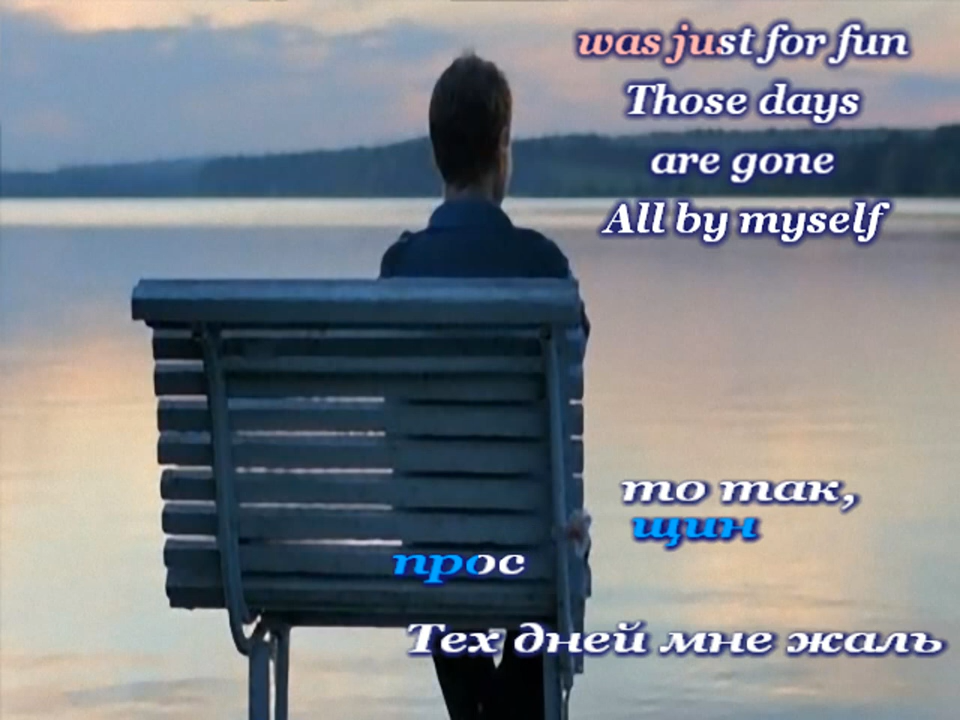 was just for fun
Those days
are gone
All by myself
то так,
щин
прос
Тех дней мне жаль